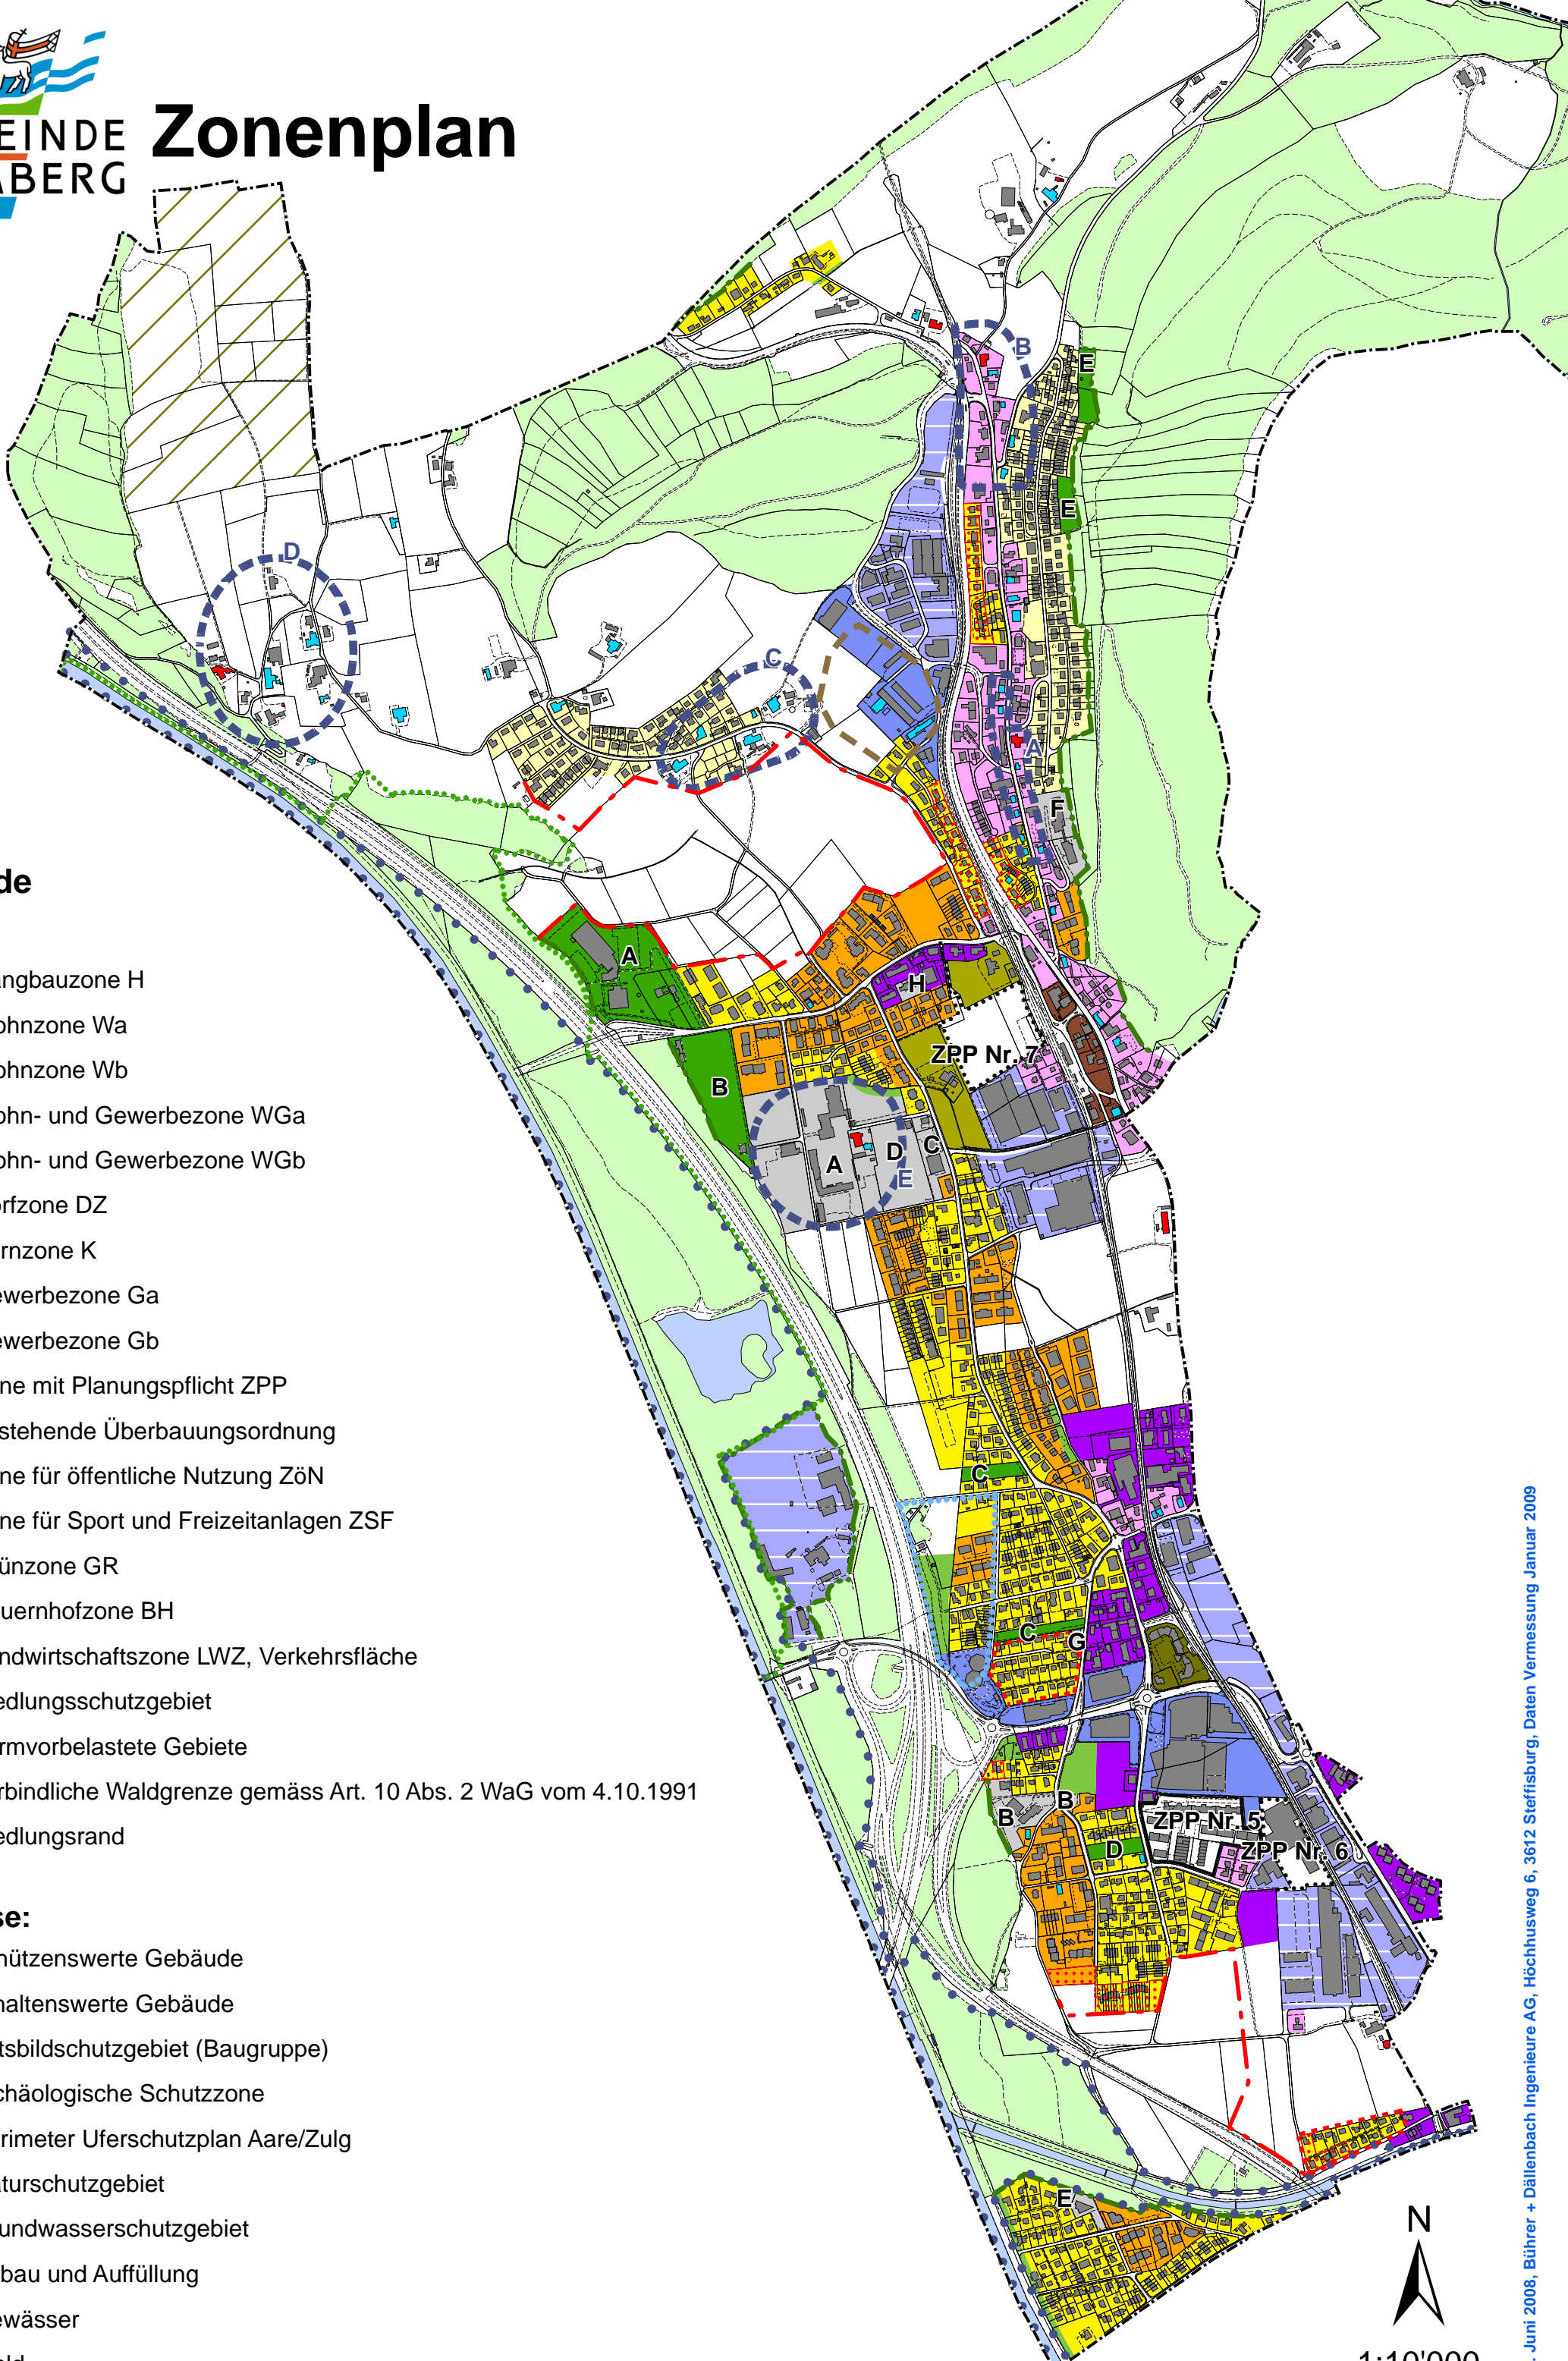 EINDE
BERG
Zonenplan
de
angbauzone H
ohnzone Wa
ohnzone Wb
ohn- und Gewerbezone WGa
ohn- und Gewerbezone WGb
orfzone DZ
ernzone K
ewerbezone Ga
ewerbezone Gb
ne mit Planungspflicht ZPP
stehende Überbauungsordnung
ne für öffentliche Nutzung ZöN
ne für Sport und Freizeitanlagen ZSF
ünzone GR
uernhofzone BH
ndwirtschaftszone LWZ, Verkehrsfläche
edlungsschutzgebiet
rmvorbelastete Gebiete
rbindliche Waldgrenze gemäss Art. 10 Abs. 2 WaG vom 4.10.1991
edlungsrand
se:
hützenswerte Gebäude
haltenswerte Gebäude
tsbildschutzgebiet (Baugruppe)
chäologische Schutzzone
rimeter Uferschutzplan Aare/Zulg
aturschutzgebiet
undwasserschutzgebiet
bau und Auffüllung
ewässer
B
E
E
D
C
A
F
A
H
ZPP Nr. 7
B
A
D
C
E
C
C
G
B
B
ZPP Nr. 5
D
ZPP Nr. 6
E
N
1:10'000
. Juni 2008, Bührer + Dällenbach Ingenieure AG, Höchhusweg 6, 3612 Steffisburg, Daten Vermessung Januar 2009